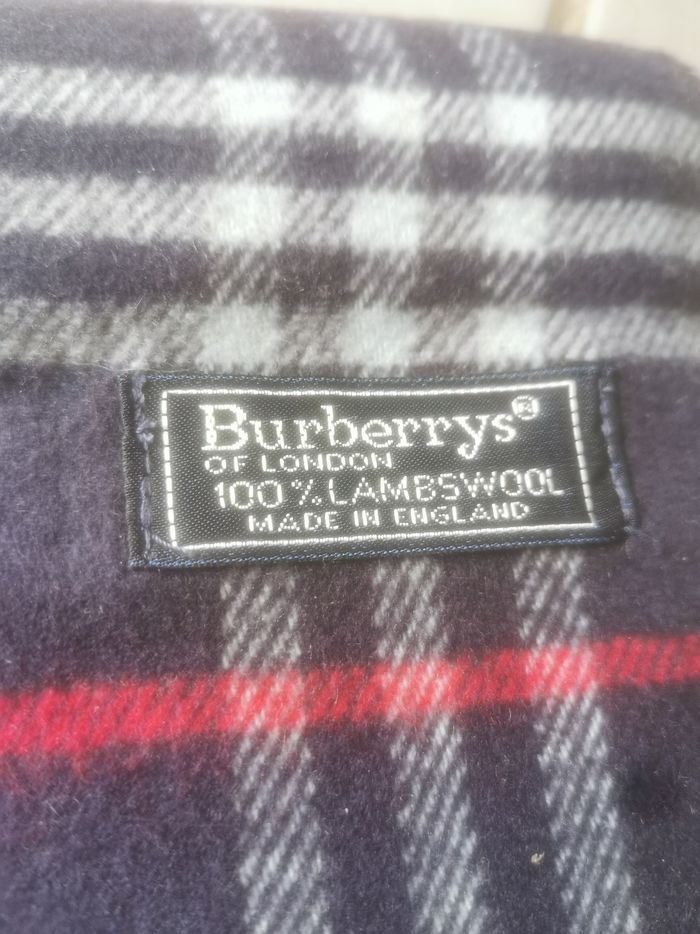 Burberrys®
OF LONDON
100% LAMBSWOOL
MADE IN ENGLAND